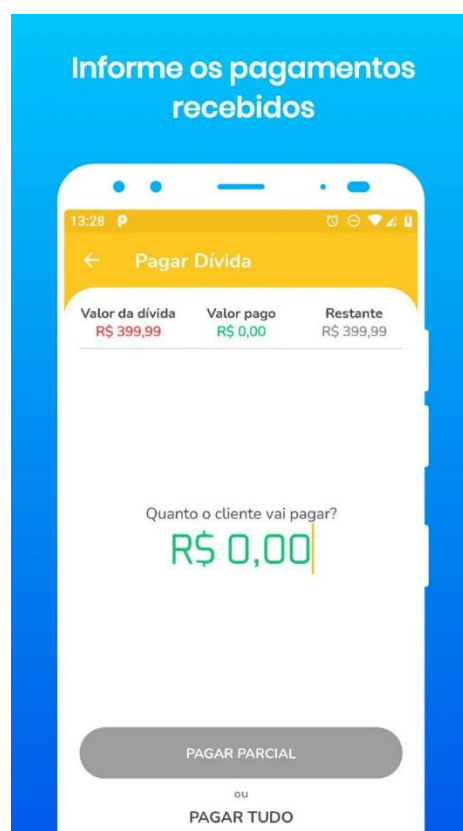 Informe os pagamentos
recebidos
13:28
Pagar Dívida
Valor da dívida Valor pago Restante
R$ 399,99 R$ 0,00 R$ 399,99
Quanto o cliente vai pagar?
R$ 0,00
PAGAR PARCIAL
ou
PAGAR TUDO